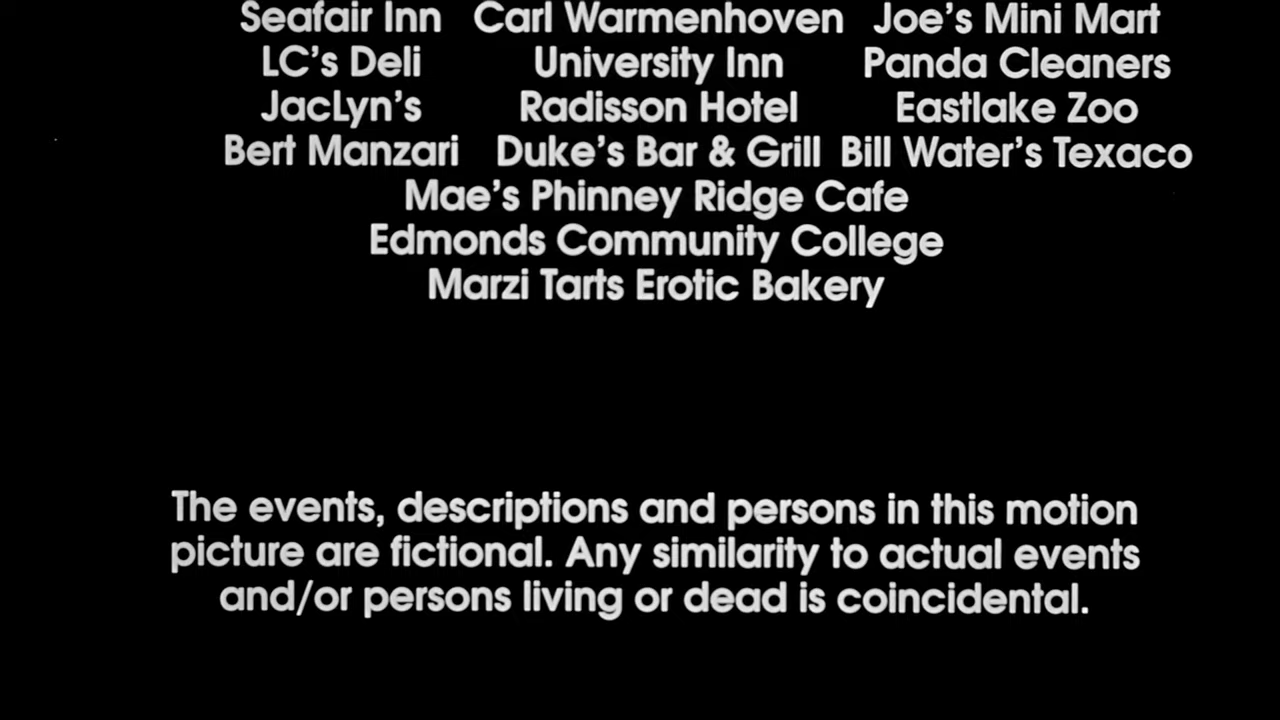 Seafair Inn Carl Warmenhoven Joe's Mini Mart
LC's Deli University Inn Panda Cleaners
JacLyn's Radisson Hotel Eastlake Zoo
Bert Manzari Duke's Bar & Grill Bill Water's Texaco
Mae's Phinney Ridge Cafe
Edmonds Community College
Marzi Tarts Erotic Bakery
The events, descriptions and persons in this motion
picture are fictional. Any similarity to actual events
and/or persons living or dead is coincidental.